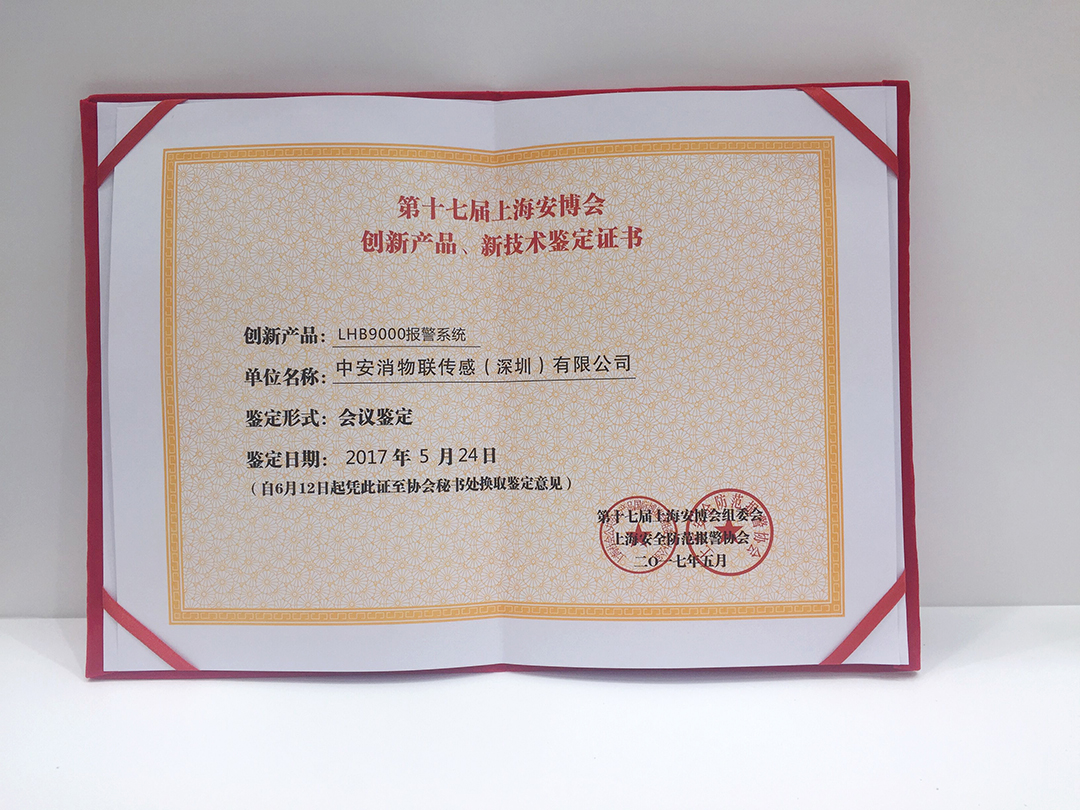 第十七届上海安博会
创新产品、新技术鉴定证书
创新产品：LHB9000报警系统
单位名称：中安消物联传感（深圳）有限公司
鉴定形式：会议鉴定
鉴定日期： 2017 年 5 月 24 日
（自6月12日起凭此证至协会秘书处换取鉴定意见）
第十七届上海安博会组委会
上海安全防范报警协会
二〇一七年五月